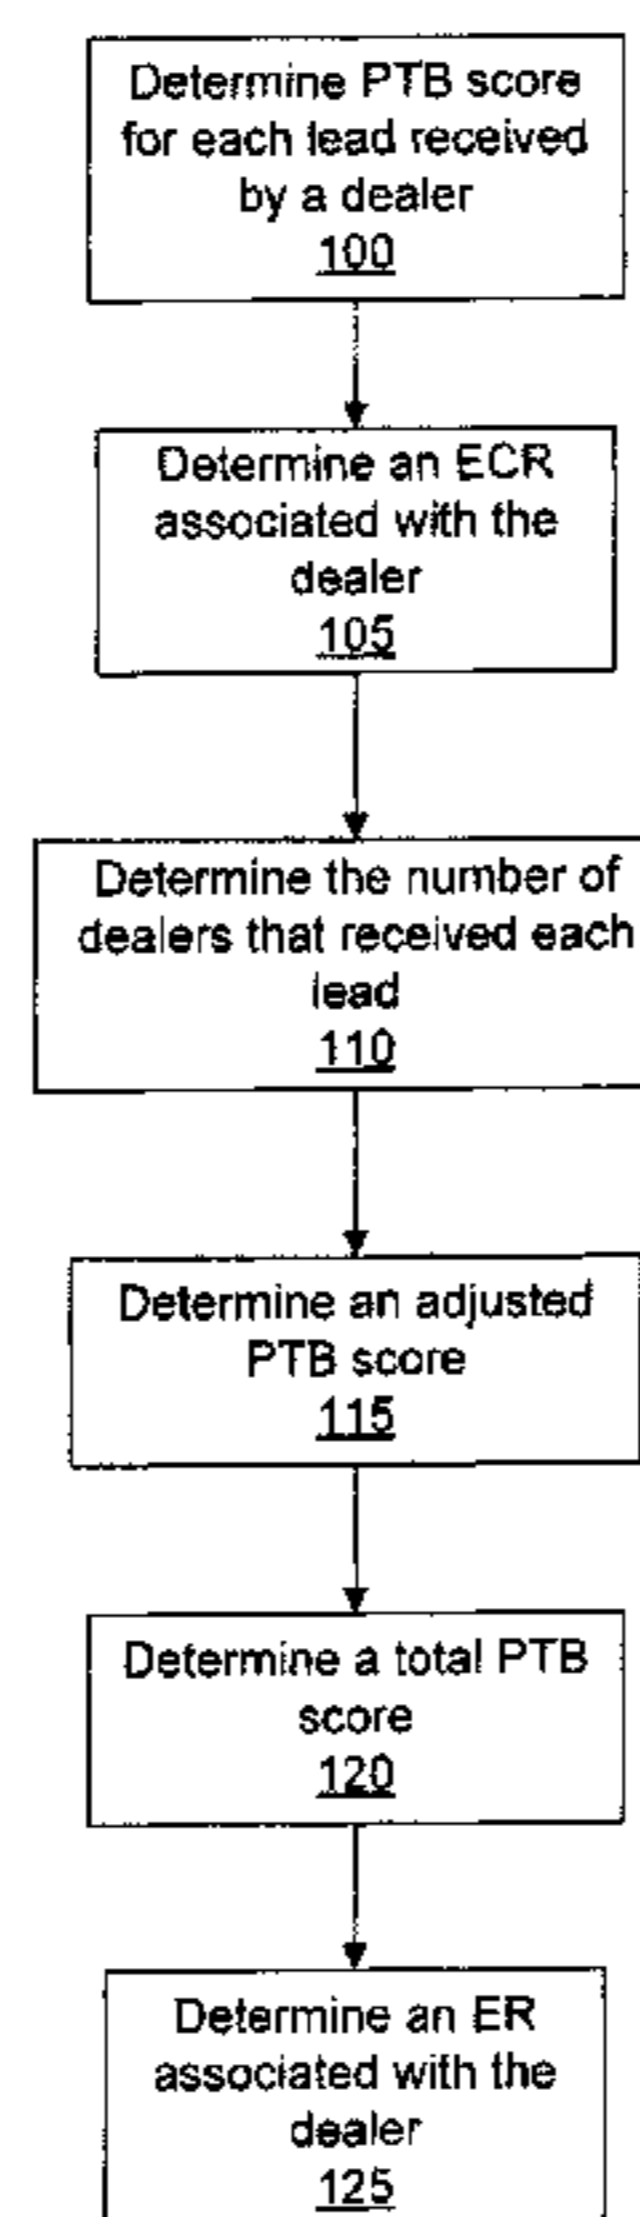 Determine PTB score
for each lead received
by a dealer
100
Determine an ECR
associated with the
dealer
105
Determine the number of
dealers that received each
lead
110
Determine an adjusted
PTB score
115
Determine a total PTB
score
120
Determine an ER
associated with the
dealer
125